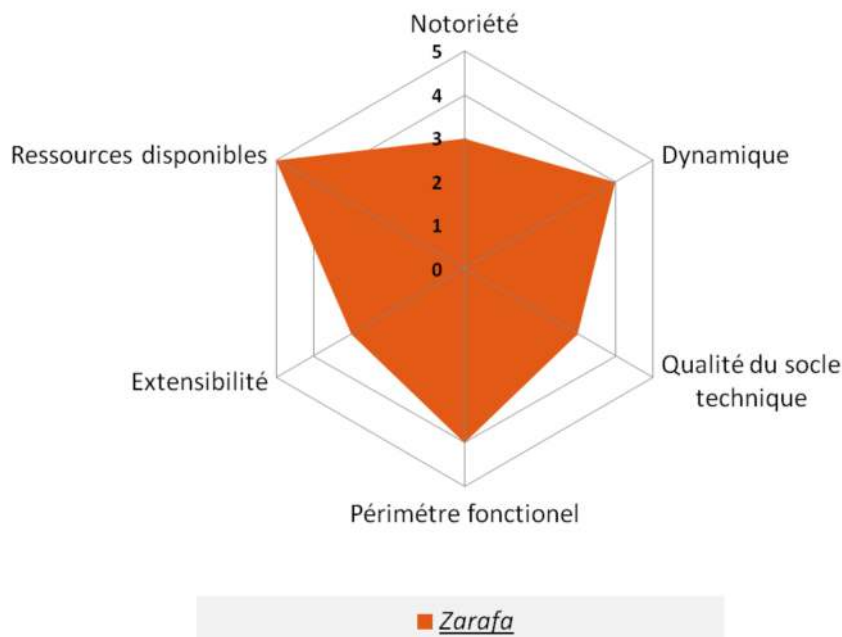 Notoriété
5
4
3
2
1
0
Dynamique
Qualité du socle
technique
Périmétre fonctionel
Extensibilité
Ressources disponibles
Zarafa